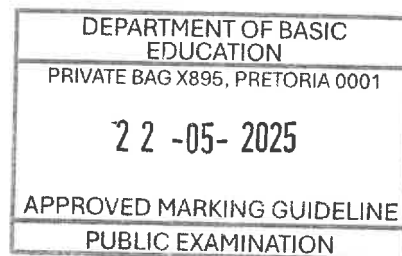 DEPARTMENT OF BASIC
EDUCATION
PRIVATE BAG X895, PRETORIA 0001
22 -05- 2025
APPROVED MARKING GUIDELINE
PUBLIC EXAMINATION